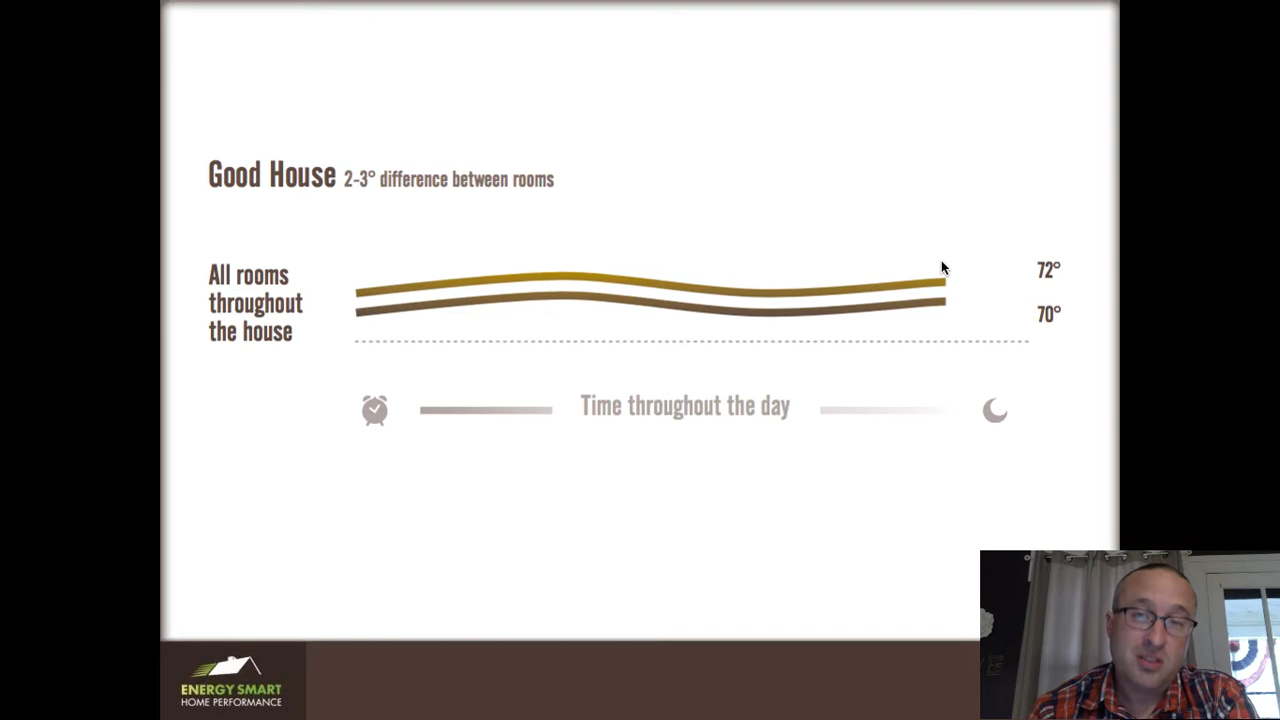 Good House 2-3° difference between rooms
All rooms
throughout
the house
72°
70°
Time throughout the day
ENERGY SMART
HOME PERFORMANCE